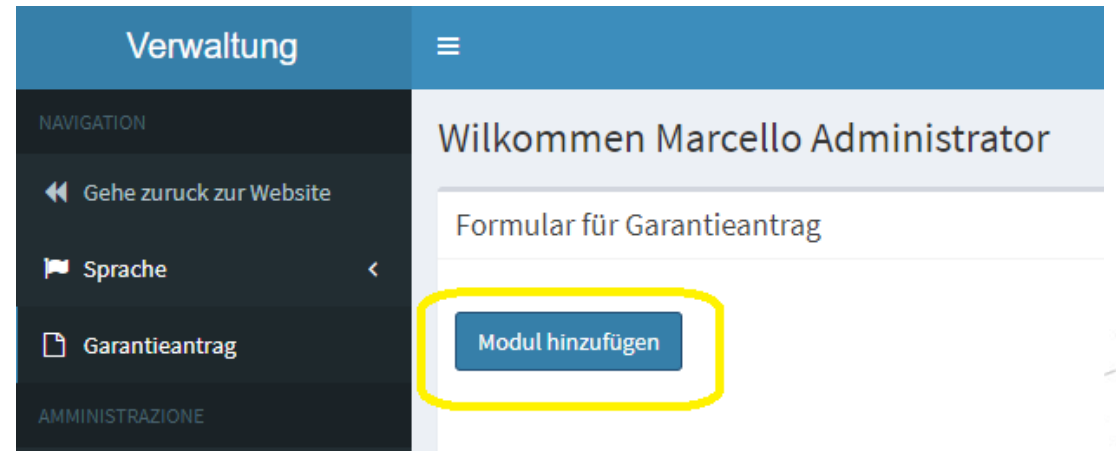 Verwaltung
NAVIGATION
Gehe zuruck zur Website
Sprache
Garantieantrag
AMMINISTRAZIONE
Wilkommen Marcello Administrator
Formular für Garantieantrag
Modul hinzufügen